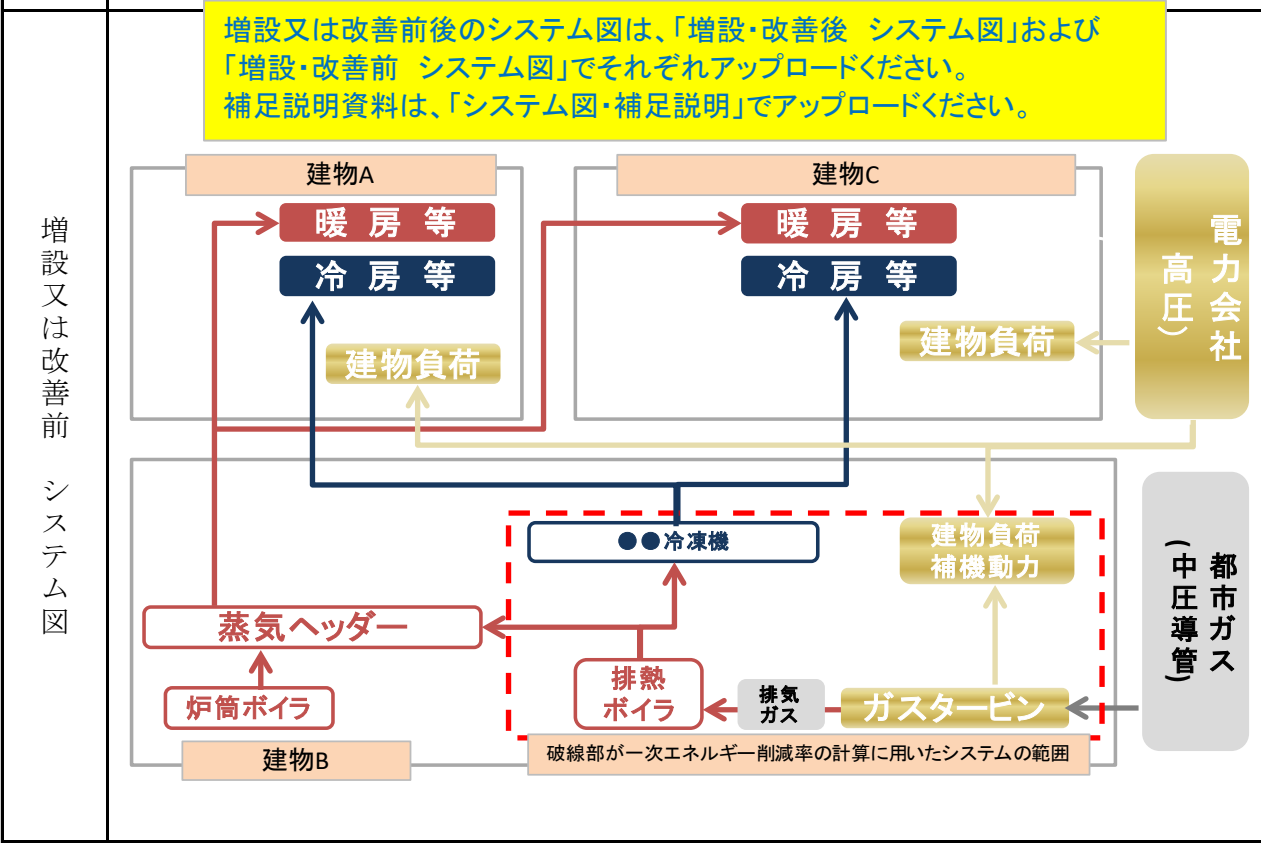 増設又は改善前後のシステム図は、「増設・改善後　システム図」および
「増設・改善前　システム図」でそれぞれアップロードください。
補足説明資料は、「システム図・補足説明」でアップロードください。
増設又は改善前　システム図
建物A
暖 房 等
冷 房 等
建物負荷
建物C
暖 房 等
冷 房 等
建物負荷
電力会社
高圧）
●●冷凍機
建物負荷
補機動力
蒸気ヘッダー
炉筒ボイラ
排熱
ボイラ
排気
ガス
ガスタービン
都市ガス
(中圧導管)
建物B
破線部が一次エネルギー削減率の計算に用いたシステムの範囲